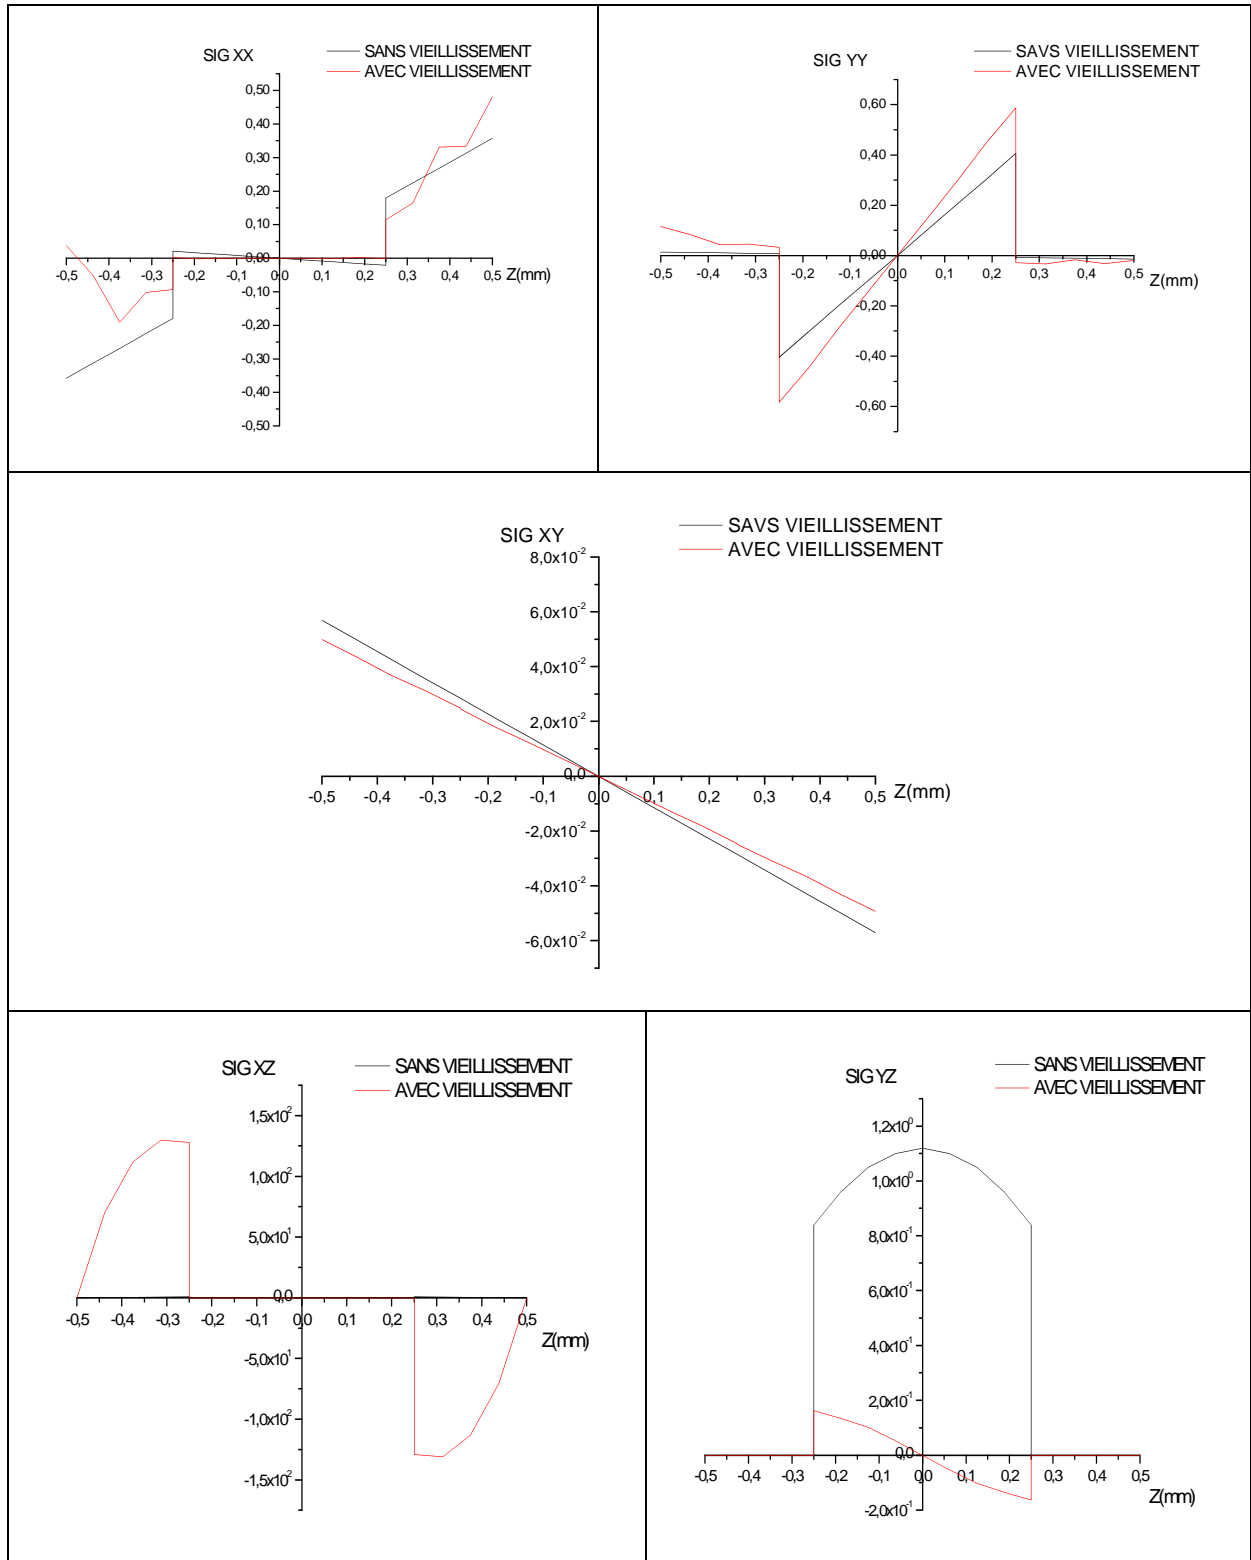 SIG XX
SANS VIEILLISSEMENT
AVEC VIEILLISSEMENT
0,50
0,40
0,30
0,20
0,10
0,00
-0,10
-0,20
-0,30
-0,40
-0,50
-0,5 -0,4 -0,3 -0,2 -0,1 0,0 0,1 0,2 0,3 0,4 0,5
Z(mm)
SIG YY
SAVS VIEILLISSEMENT
AVEC VIEILLISSEMENT
0,60
0,40
0,20
0,00
-0,20
-0,40
-0,60
-0,5 -0,4 -0,3 -0,2 -0,1 0,0 0,1 0,2 0,3 0,4 0,5
Z(mm)
SIG XY
SAVS VIEILLISSEMENT
AVEC VIEILLISSEMENT
8,0x10⁻²
6,0x10⁻²
4,0x10⁻²
2,0x10⁻²
0,0
-2,0x10⁻²
-4,0x10⁻²
-6,0x10⁻²
-0,5 -0,4 -0,3 -0,2 -0,1 0,0 0,1 0,2 0,3 0,4 0,5
Z(mm)
SIG XZ
SANS VIEILLISSEMENT
AVEC VIEILLISSEMENT
1,5x10²
1,0x10²
5,0x10¹
0,0
-5,0x10¹
-1,0x10²
-1,5x10²
-0,5 -0,4 -0,3 -0,2 -0,1 0,0 0,1 0,2 0,3 0,4 0,5
Z(mm)
SIG YZ
SANS VIEILLISSEMENT
AVEC VIEILLISSEMENT
1,2x10⁰
1,0x10⁰
8,0x10⁻¹
6,0x10⁻¹
4,0x10⁻¹
2,0x10⁻¹
0,0
-2,0x10⁻¹
-0,5 -0,4 -0,3 -0,2 -0,1 0,0 0,1 0,2 0,3 0,4 0,5
Z(mm)